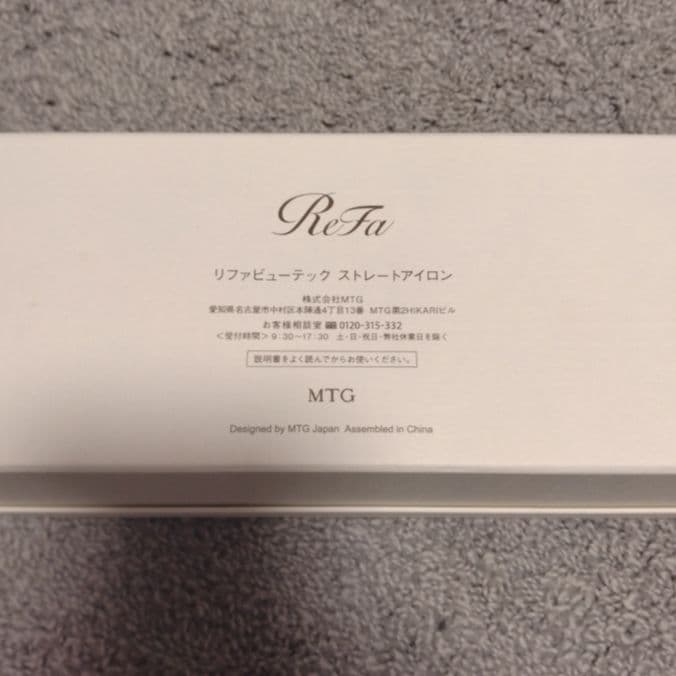 ReFa
リファビューテック ストレートアイロン
株式会社MTG
愛知県名古屋市中村区本陣通4丁目13番 MTG第2HIKARIビル
お客様相談室 0120-315-332
<受付時間> 9:30〜17:30 土・日・祝日・弊社休業日を除く
説明書をよく読んでからお使いください。
MTG
Designed by MTG Japan Assembled in China